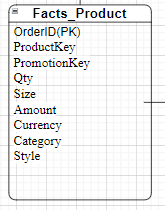 Facts_Product
OrderID(PK)
ProductKey
PromotionKey
Qty
Size
Amount
Currency
Category
Style